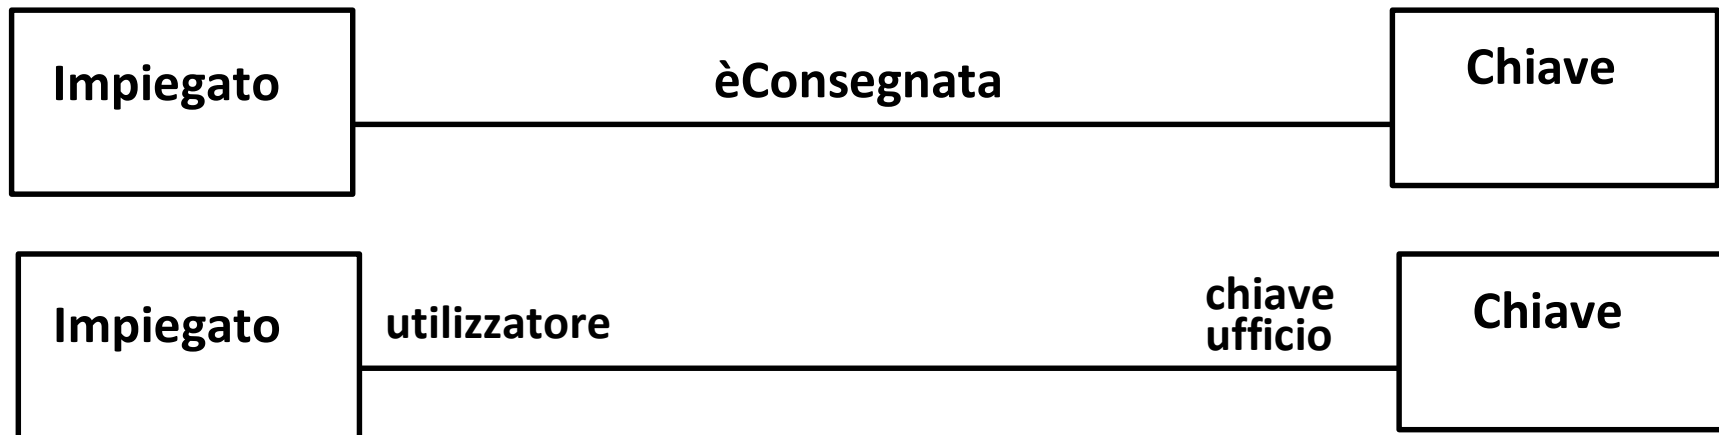 Impiegato
èConsegnata
Chiave
Impiegato
utilizzatore
chiave
ufficio
Chiave